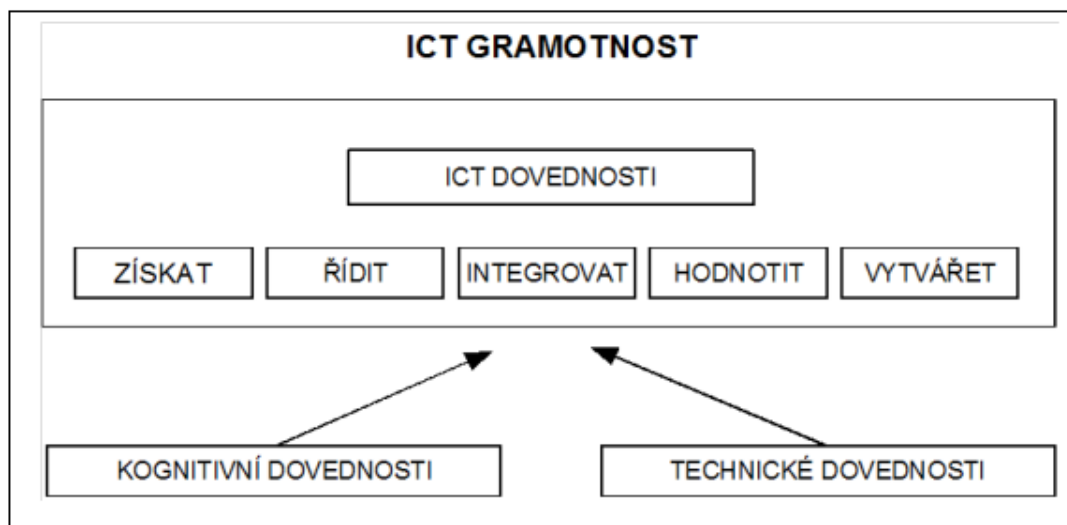 ICT GRAMOTNOST
ICT DOVEDNOSTI
ZÍSKAT
ŘÍDIT
INTEGROVAT
HODNOTIT
VYTVÁŘET
KOGNITIVNÍ DOVEDNOSTI
TECHNICKÉ DOVEDNOSTI